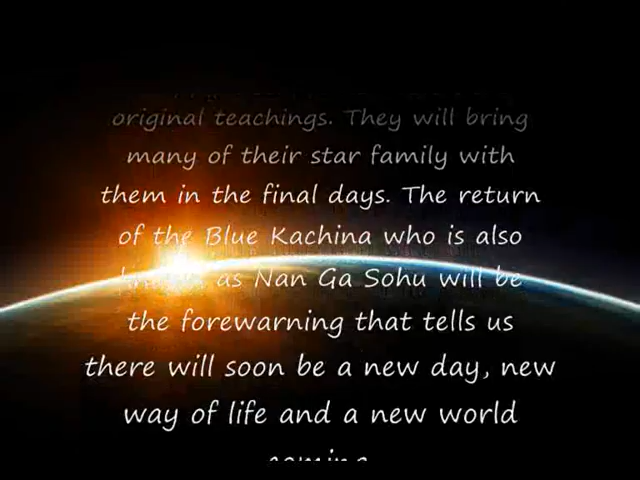 original teachings. They will bring
many of their star family with
them in the final days. The return
of the Blue Kachina who is also
known as Nan Ga Sohu will be
the forewarning that tells us
there will soon be a new day, new
way of life and a new world
coming